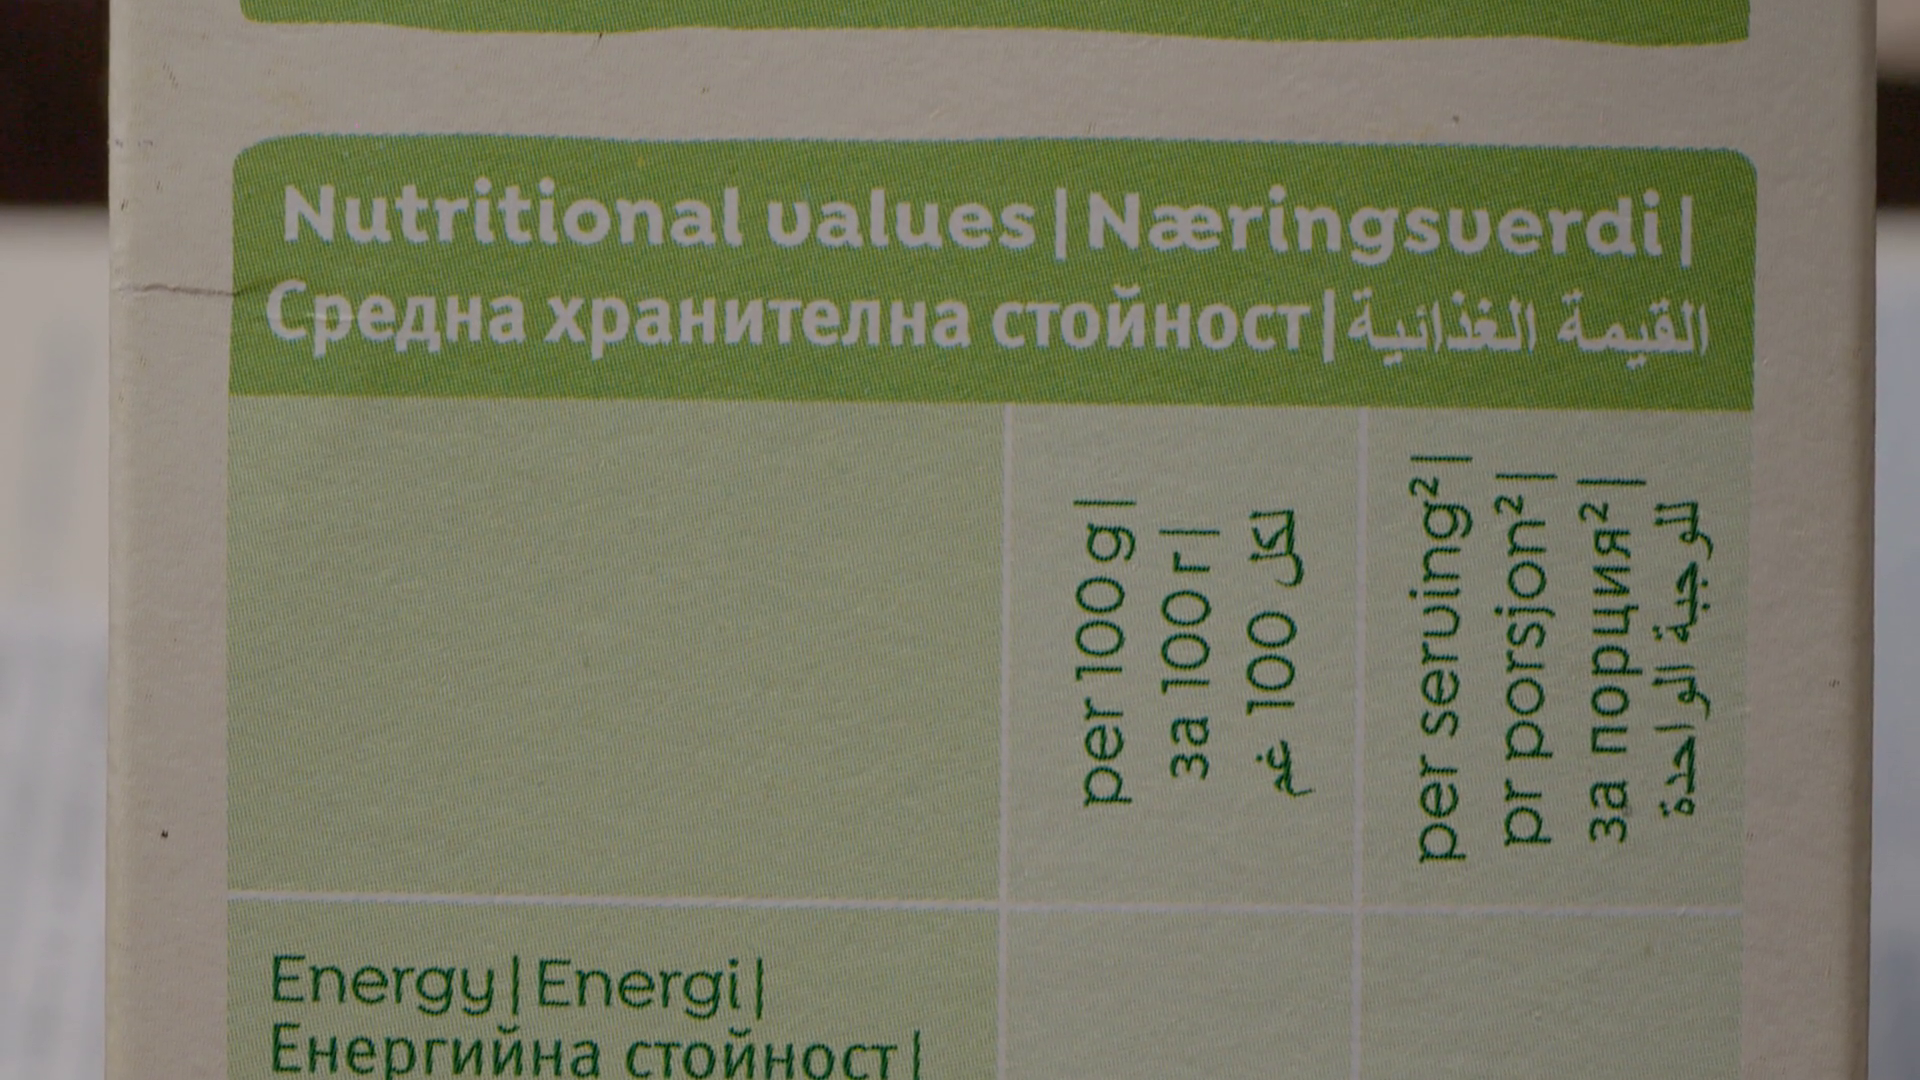 Nutritional values | Næringsverdi |
Средна хранителна стойност | القيمة الغذائية
per 100 g |
за 100 г |
لكل 100 غم
per serving² |
pr porsjon² |
за порция² |
للوجبة الواحدة
Energy | Energi |
Енергийна стойност |